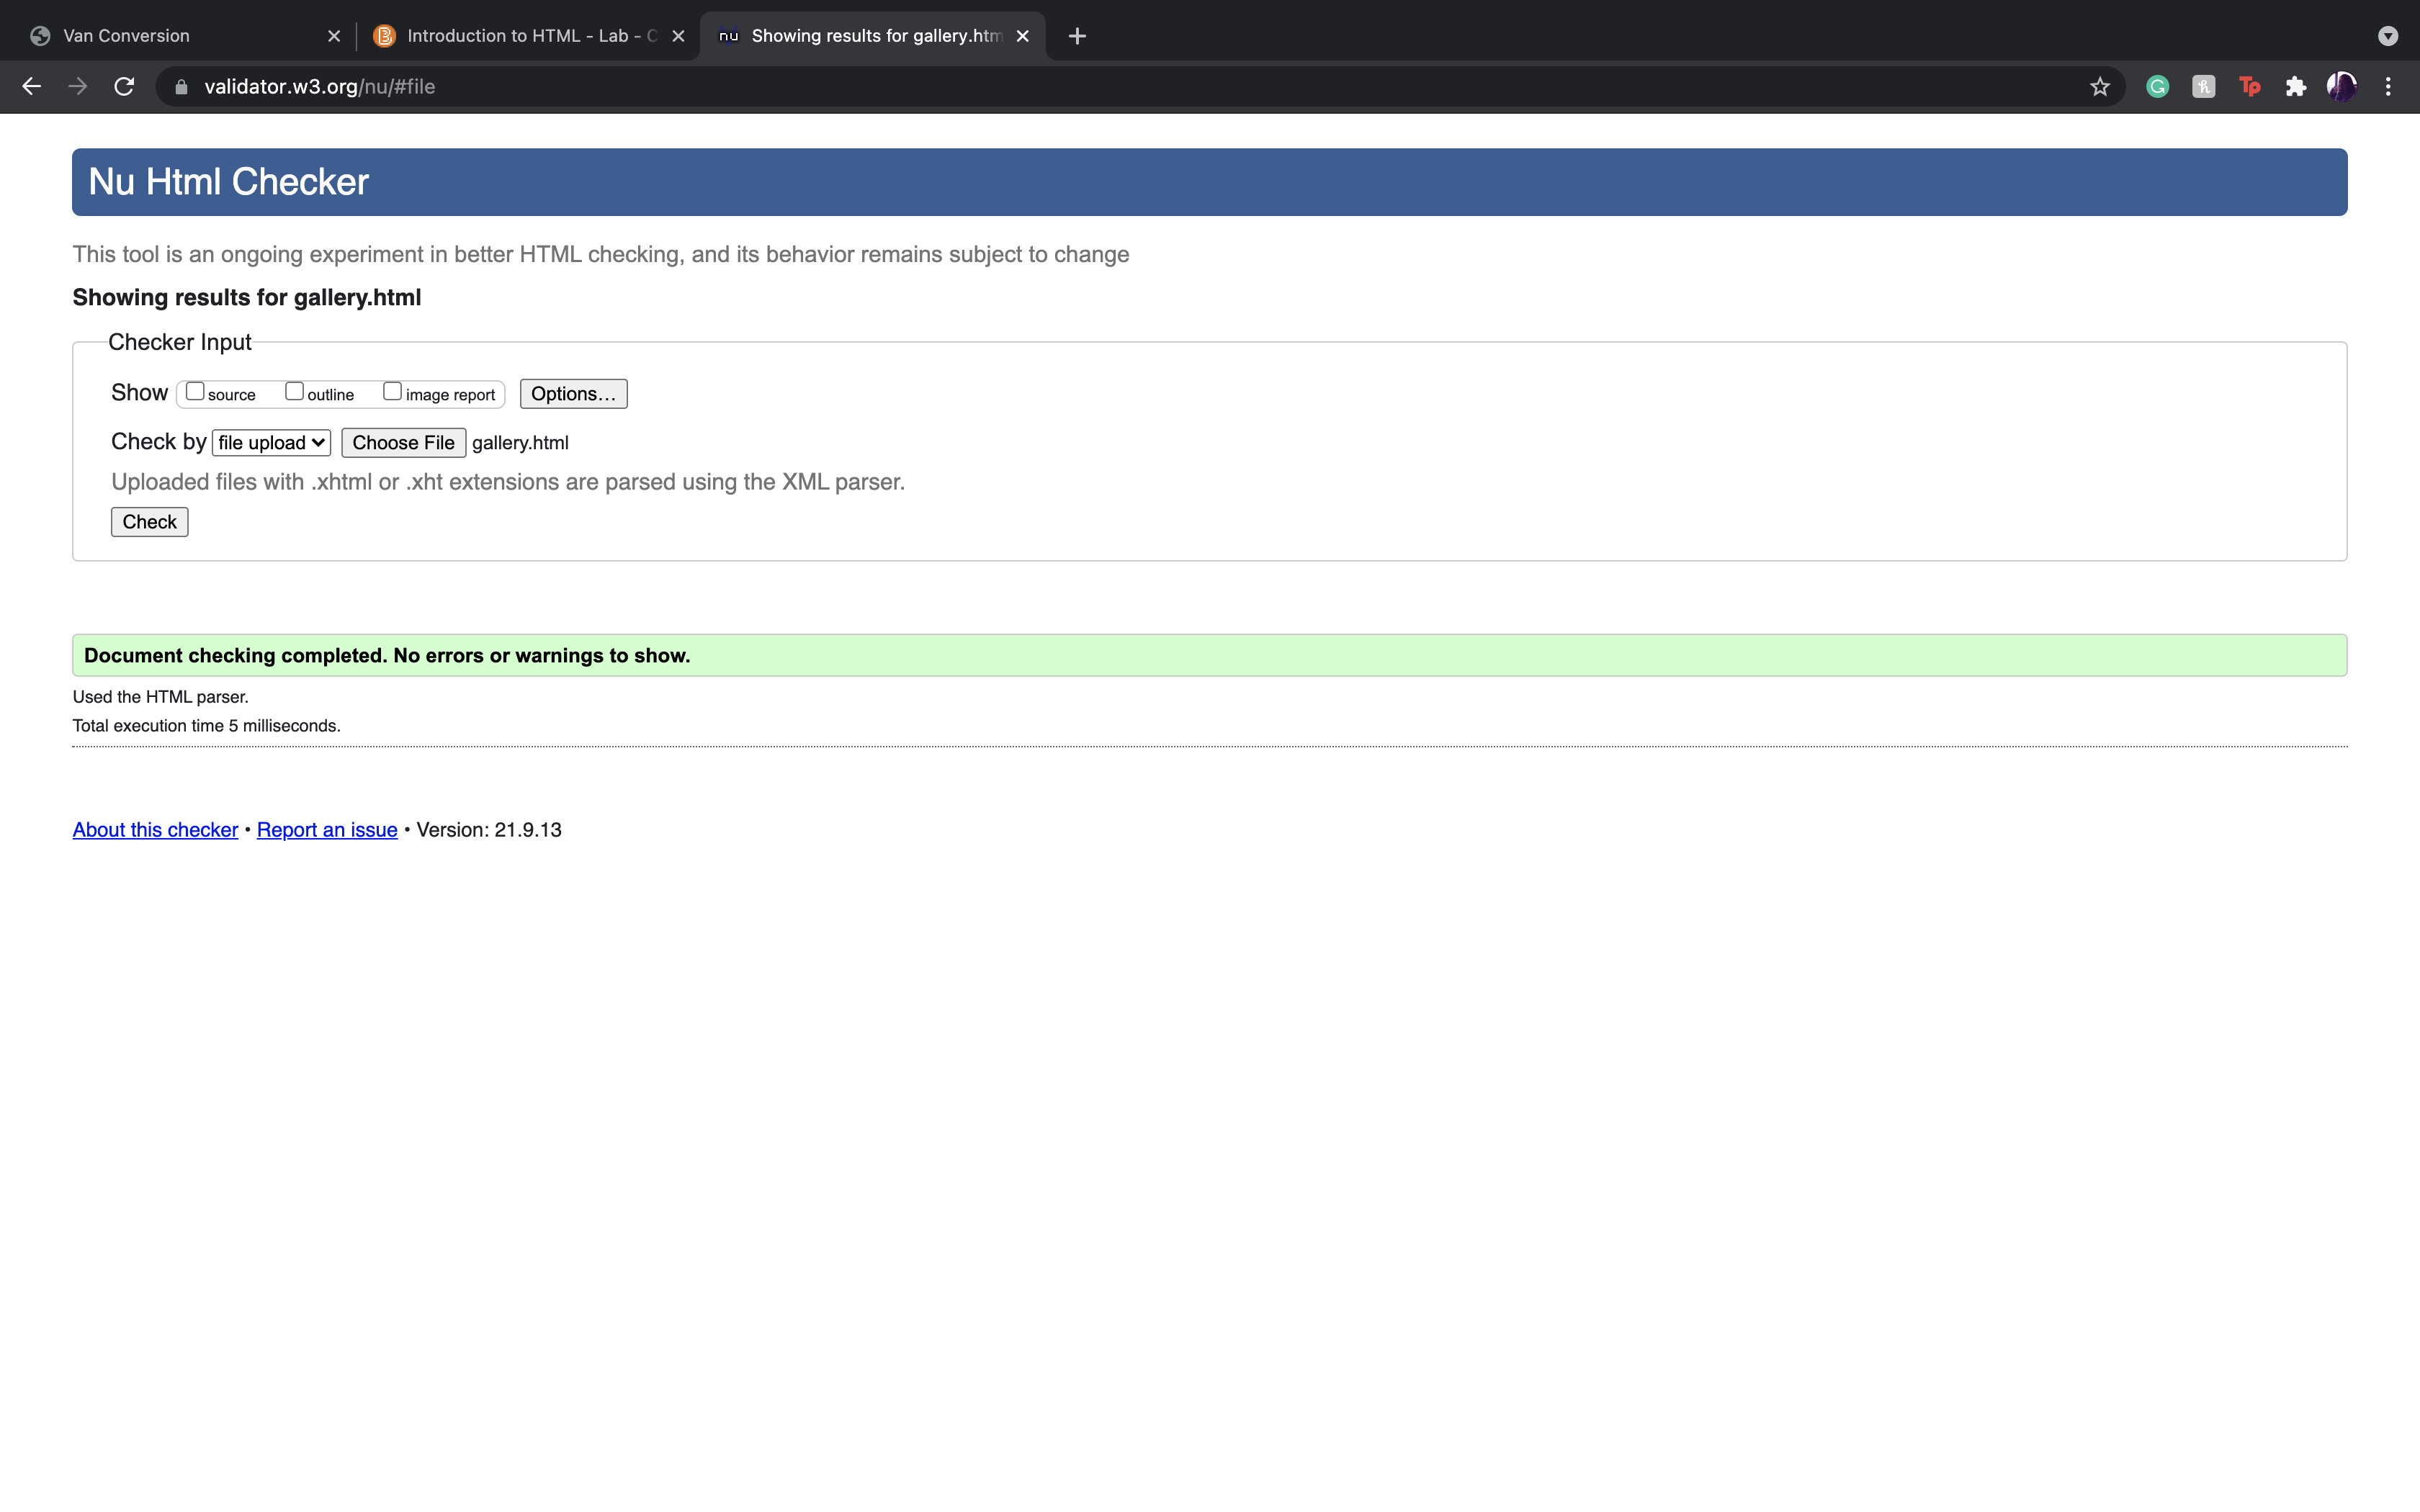 Van Conversion
Introduction to HTML - Lab - C
nu Showing results for gallery.htm
validator.w3.org/nu/#file
Nu Html Checker
This tool is an ongoing experiment in better HTML checking, and its behavior remains subject to change
Showing results for gallery.html
Checker Input
Show source outline image report Options…
Check by file upload Choose File gallery.html
Uploaded files with .xhtml or .xht extensions are parsed using the XML parser.
Check
Document checking completed. No errors or warnings to show.
Used the HTML parser.
Total execution time 5 milliseconds.
About this checker • Report an issue • Version: 21.9.13